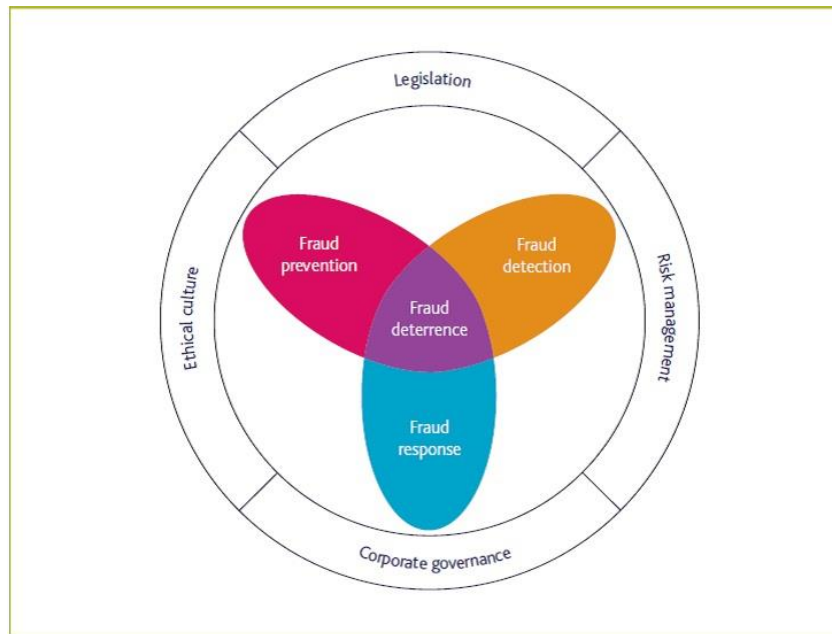 Legislation
Fraud
prevention
Fraud
detection
Ethical culture
Fraud
deterrence
Risk management
Fraud
response
Corporate governance